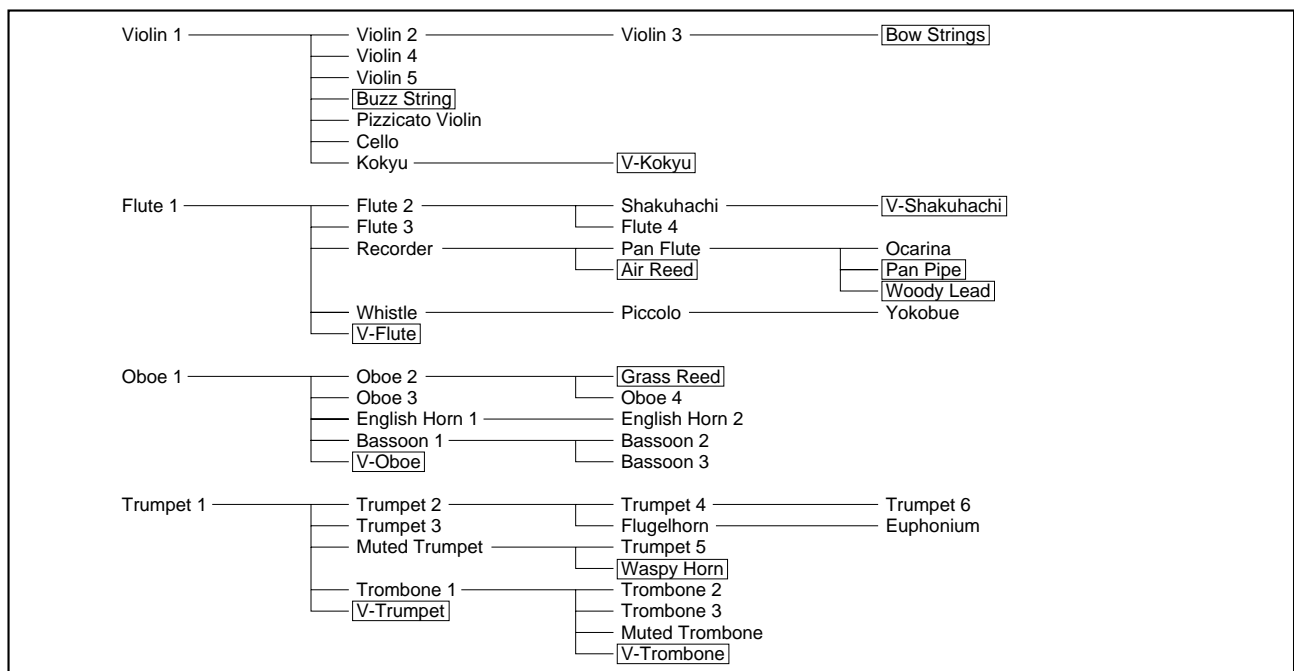 Violin 1 Violin 2 Violin 3 Bow Strings
Violin 4
Violin 5
Buzz String
Pizzicato Violin
Cello
Kokyu V-Kokyu
Flute 1 Flute 2 Shakuhachi V-Shakuhachi
Flute 3 Flute 4
Recorder Pan Flute Ocarina
Air Reed Pan Pipe
Woody Lead
Whistle Piccolo Yokobue
V-Flute
Oboe 1 Oboe 2 Grass Reed
Oboe 3 Oboe 4
English Horn 1 English Horn 2
Bassoon 1 Bassoon 2
V-Oboe Bassoon 3
Trumpet 1 Trumpet 2 Trumpet 4 Trumpet 6
Trumpet 3 Flugelhorn Euphonium
Muted Trumpet Trumpet 5
Waspy Horn
Trombone 1 Trombone 2
V-Trumpet Trombone 3
Muted Trombone
V-Trombone